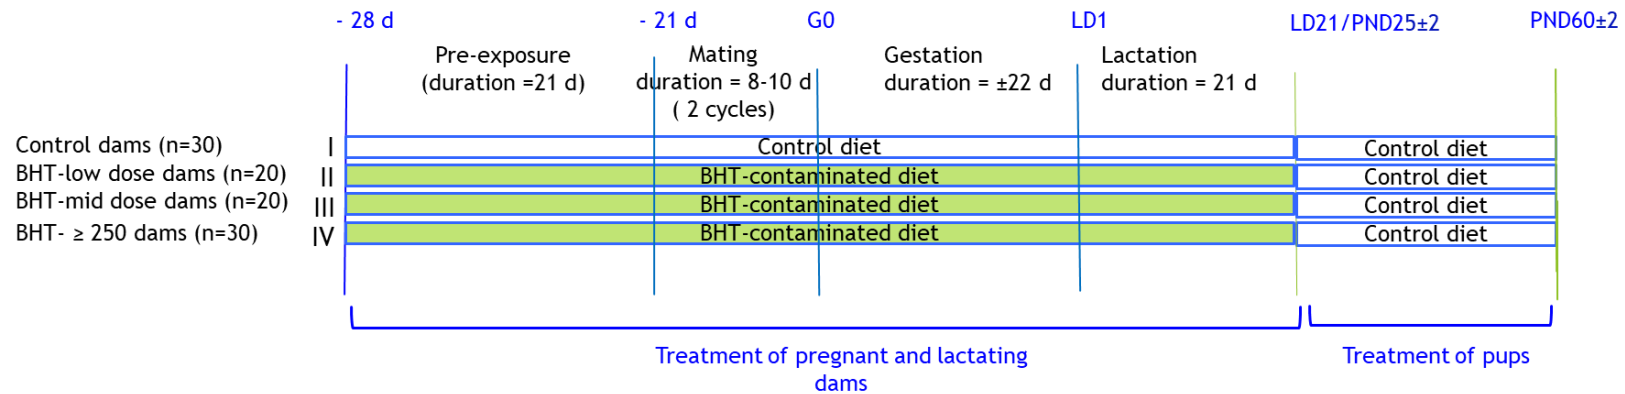 - 28 d
- 21 d
G0
LD1
LD21/PND25±2
PND60±2
Pre-exposure
(duration =21 d)
Mating
duration = 8-10 d
( 2 cycles)
Gestation
duration = ±22 d
Lactation
duration = 21 d
Control dams (n=30) I Control diet Control diet
BHT-low dose dams (n=20) II BHT-contaminated diet Control diet
BHT-mid dose dams (n=20) III BHT-contaminated diet Control diet
BHT- ≥ 250 dams (n=30) IV BHT-contaminated diet Control diet
Treatment of pregnant and lactating
dams
Treatment of pups